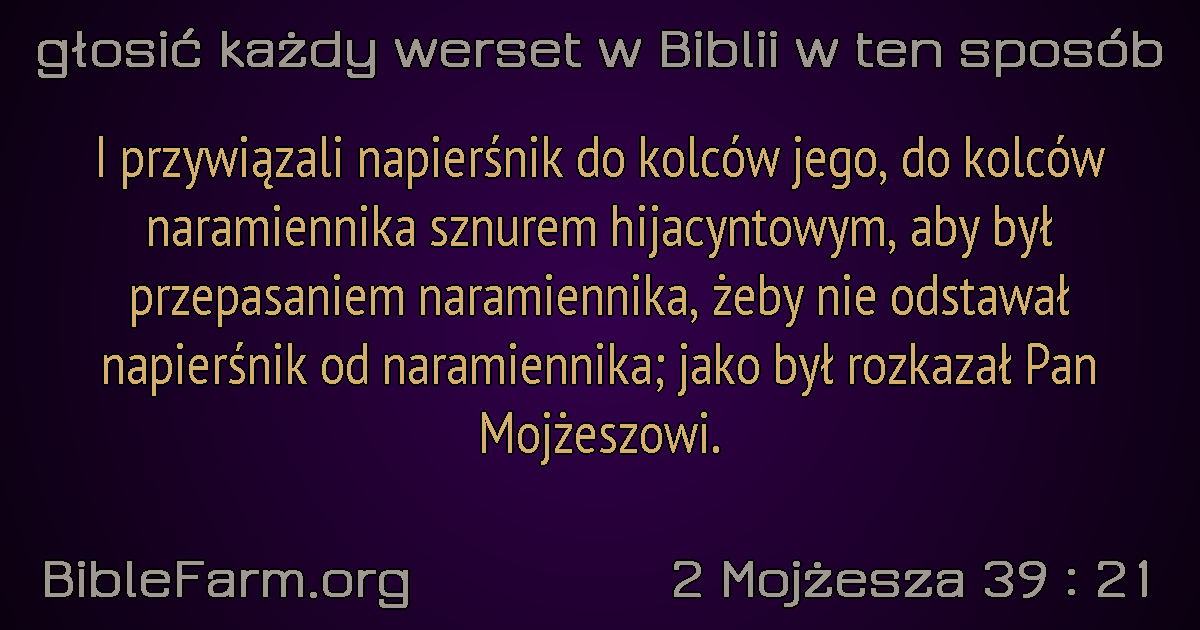 głosić każdy werset w Biblii w ten sposób
I przywiązali napierśnik do kolców jego, do kolców
naramiennika sznurem hijacyntowym, aby był
przepasaniem naramiennika, żeby nie odstawał
napierśnik od naramiennika; jako był rozkazał Pan
Mojżeszowi.
BibleFarm.org
2 Mojżesza 39 : 21